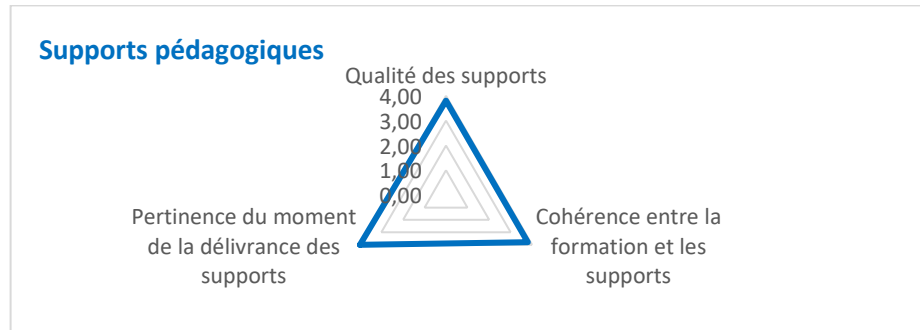 Supports pédagogiques
Qualité des supports
4,00
3,00
2,00
1,00
0,00
Pertinence du moment
de la délivrance des
supports
Cohérence entre la
formation et les
supports